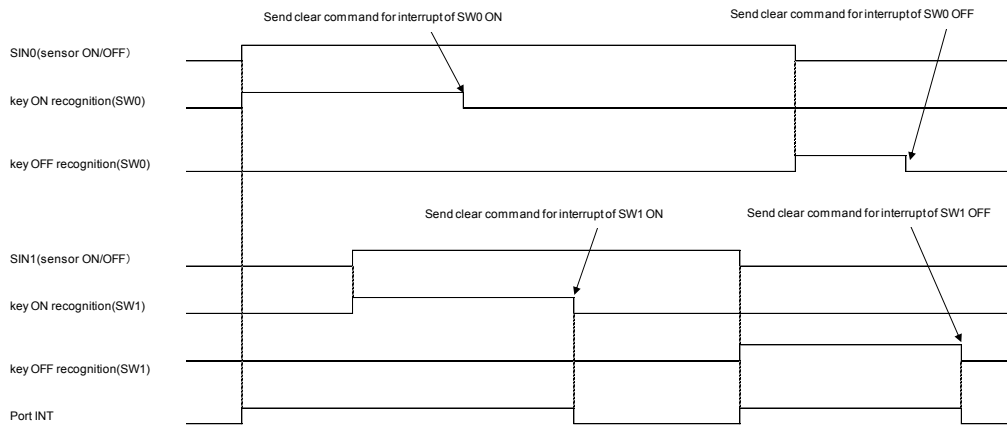 Send clear command for interrupt of SW0 ON
Send clear command for interrupt of SW0 OFF
SIN0(sensor ON/OFF)
key ON recognition(SW0)
key OFF recognition(SW0)
Send clear command for interrupt of SW1 ON
Send clear command for interrupt of SW1 OFF
SIN1(sensor ON/OFF)
key ON recognition(SW1)
key OFF recognition(SW1)
Port INT